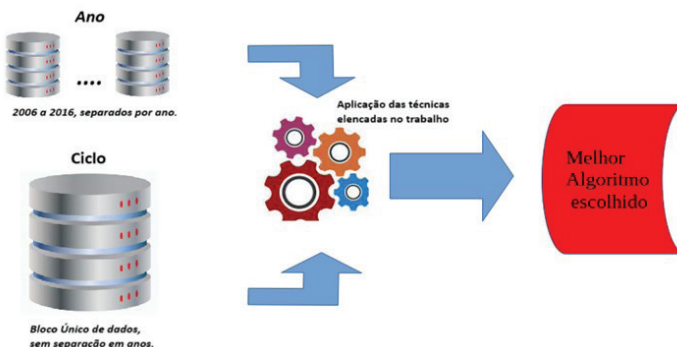 Ano
....
2006 a 2016, separados por ano.
Ciclo
Bloco Único de dados,
sem separação em anos.
Aplicação das técnicas
elencadas no trabalho
Melhor
Algoritmo
escolhido